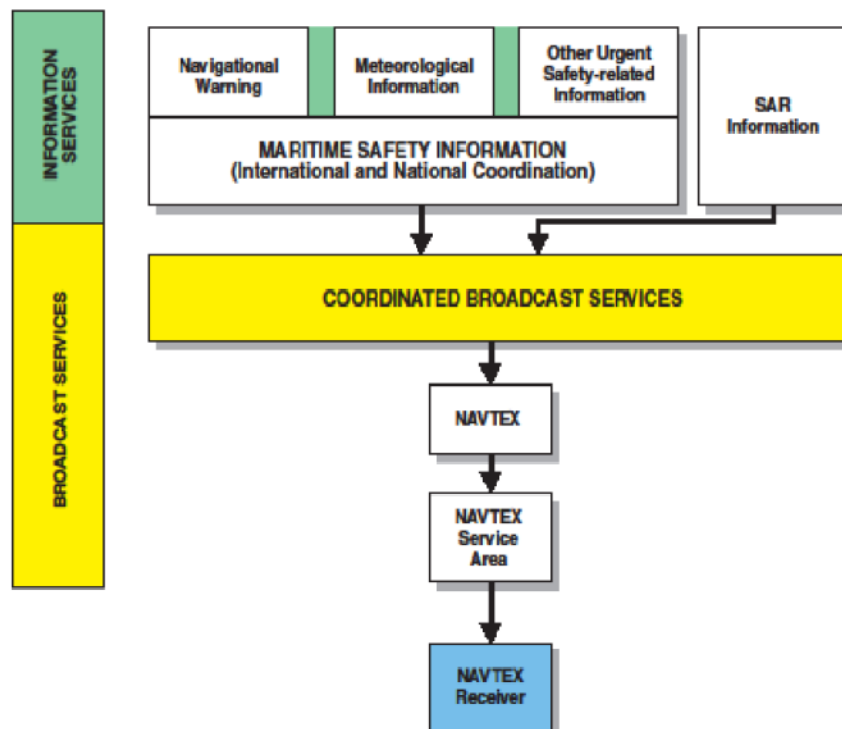 INFORMATION
SERVICES
Navigational
Warning
Meteorological
Information
Other Urgent
Safety-related
Information
SAR
Information
MARITIME SAFETY INFORMATION
(International and National Coordination)
BROADCAST SERVICES
COORDINATED BROADCAST SERVICES
NAVTEX
NAVTEX
Service
Area
NAVTEX
Receiver